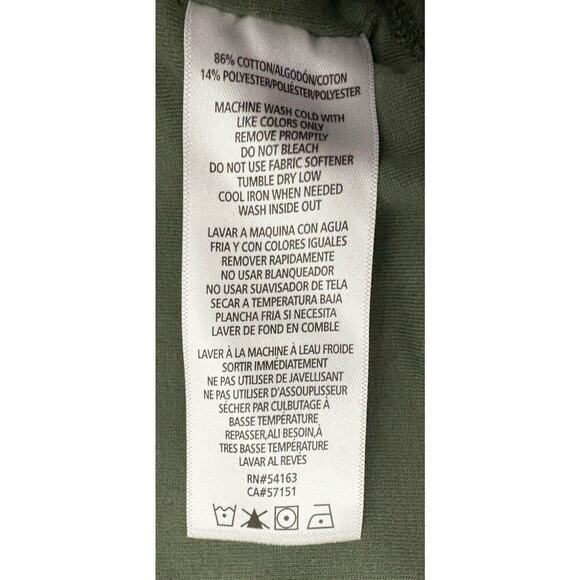 86% COTTON/ALGODÓN/COTON
14% POLYESTER/POLIÉSTER/POLYESTER
MACHINE WASH COLD WITH
LIKE COLORS ONLY
REMOVE PROMPTLY
DO NOT BLEACH
DO NOT USE FABRIC SOFTENER
TUMBLE DRY LOW
COOL IRON WHEN NEEDED
WASH INSIDE OUT
LAVAR A MAQUINA CON AGUA
FRIA Y CON COLORES IGUALES
REMOVER RAPIDAMENTE
NO USAR BLANQUEADOR
NO USAR SUAVISADOR DE TELA
SECAR A TEMPERATURA BAJA
PLANCHA FRIA SI NECESITA
LAVER DE FOND EN COMBLE
LAVER À LA MACHINE À LEAU FROIDE
SORTIR IMMÉDIATEMENT
NE PAS UTILISER DE JAVELLISANT
NE PAS UTILISER D'ASSOUPLISSEUR
SÉCHER PAR CULBUTAGE À
BASSE TEMPÉRATURE
REPASSER,ALI BESOIN,À
TRES BASSE TEMPÉRATURE
LAVAR AL REVÉS
RN#54163
CA#57151